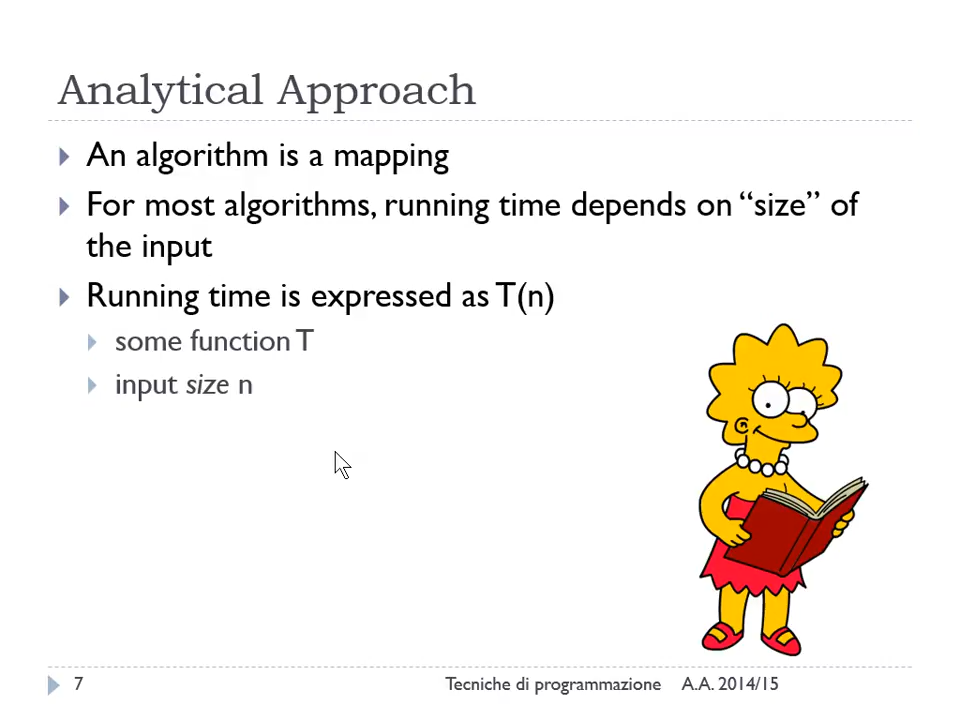 Analytical Approach
An algorithm is a mapping
For most algorithms, running time depends on “size” of
the input
Running time is expressed as T(n)
some function T
input size n
7 Tecniche di programmazione A.A. 2014/15